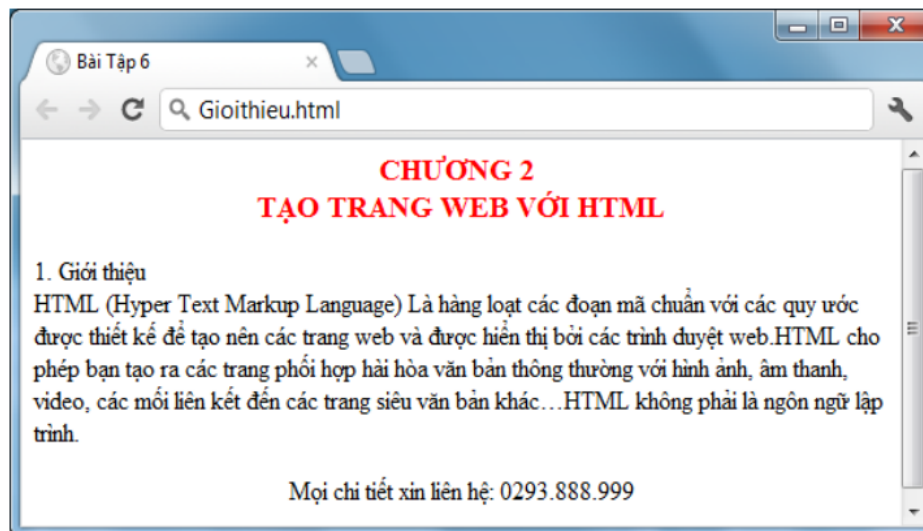 Bài Tập 6
Gioithieu.html
CHƯƠNG 2
TẠO TRANG WEB VỚI HTML
1. Giới thiệu
HTML (Hyper Text Markup Language) Là hàng loạt các đoạn mã chuẩn với các quy ước
được thiết kế để tạo nên các trang web và được hiển thị bởi các trình duyệt web.HTML cho
phép bạn tạo ra các trang phối hợp hài hòa văn bản thông thường với hình ảnh, âm thanh,
video, các mối liên kết đến các trang siêu văn bản khác…HTML không phải là ngôn ngữ lập
trình.
Mọi chi tiết xin liên hệ: 0293.888.999